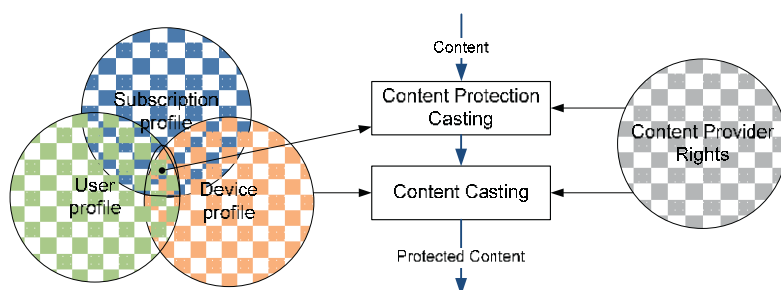 Content
Subscription
profile
Content Protection
Casting
Content Provider
Rights
User
profile
Device
profile
Content Casting
Protected Content